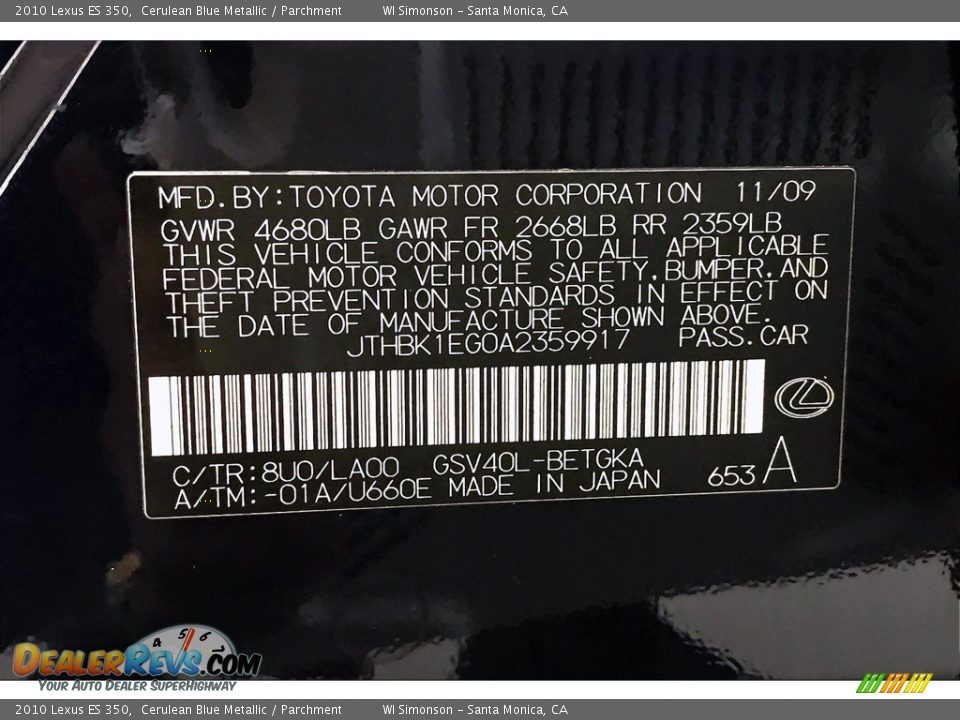 2010 Lexus ES 350, Cerulean Blue Metallic / Parchment WI Simonson – Santa Monica, CA
MFD.BY:TOYOTA MOTOR CORPORATION 11/09
GVWR 4680LB GAWR FR 2668LB RR 2359LB
THIS VEHICLE CONFORMS TO ALL APPLICABLE
FEDERAL MOTOR VEHICLE SAFETY.BUMPER.AND
THEFT PREVENTION STANDARDS IN EFFECT ON
THE DATE OF MANUFACTURE SHOWN ABOVE.
JTHBK1EG0A2359917 PASS.CAR
C/TR:8U0/LA00 GSV40L-BETGKA
A/TM:-01A/U660E MADE IN JAPAN 653 A
4 5 6
DEALERREVS.COM
YOUR AUTO DEALER SUPERHIGHWAY
2010 Lexus ES 350, Cerulean Blue Metallic / Parchment WI Simonson – Santa Monica, CA